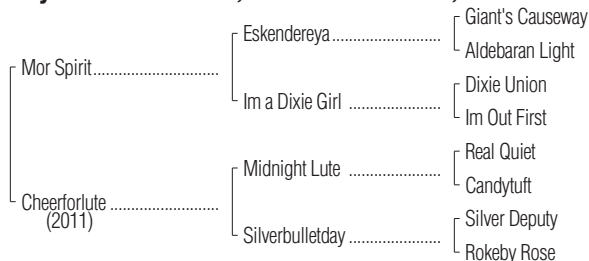 Giant's Causeway
Eskendereya
Aldebaran Light
Mor Spirit
Dixie Union
Im a Dixie Girl
Im Out First
Real Quiet
Midnight Lute
Candytuft
Cheerforlute
(2011)
Silver Deputy
Silverbulletday
Rokeby Rose